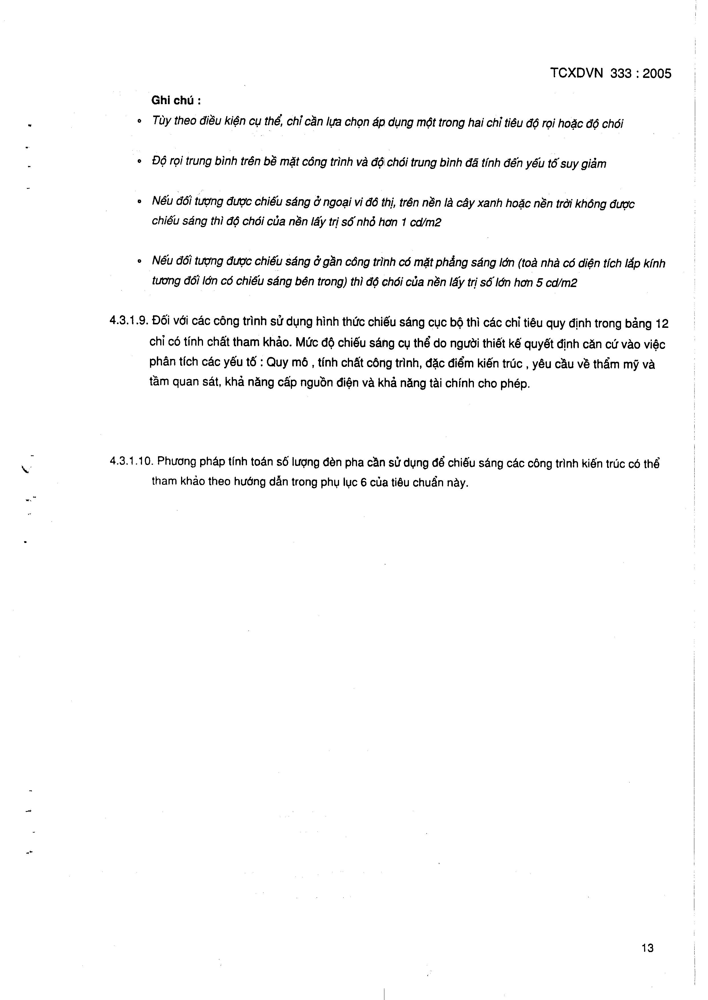 TCXDVN 333 : 2005
Ghi chú :
• Tùy theo điều kiện cụ thể, chỉ cần lựa chọn áp dụng một trong hai chỉ tiêu độ rọi hoặc độ chói
• Độ rọi trung bình trên bề mặt công trình và độ chói trung bình đã tính đến yếu tố suy giảm
• Nếu đối tượng được chiếu sáng ở ngoại vi đô thị, trên nền là cây xanh hoặc nền trời không được
chiếu sáng thì độ chói của nền lấy trị số nhỏ hơn 1 cd/m2
• Nếu đối tượng được chiếu sáng ở gần công trình có mặt phẳng sáng lớn (toà nhà có diện tích lắp kính
tương đối lớn có chiếu sáng bên trong) thì độ chói của nền lấy trị số lớn hơn 5 cd/m2
4.3.1.9. Đối với các công trình sử dụng hình thức chiếu sáng cục bộ thì các chỉ tiêu quy định trong bảng 12
chỉ có tính chất tham khảo. Mức độ chiếu sáng cụ thể do người thiết kế quyết định căn cứ vào việc
phân tích các yếu tố : Quy mô , tính chất công trình, đặc điểm kiến trúc , yêu cầu về thẩm mỹ và
tầm quan sát, khả năng cấp nguồn điện và khả năng tài chính cho phép.
4.3.1.10. Phương pháp tính toán số lượng đèn pha cần sử dụng để chiếu sáng các công trình kiến trúc có thể
tham khảo theo hướng dẫn trong phụ lục 6 của tiêu chuẩn này.
13